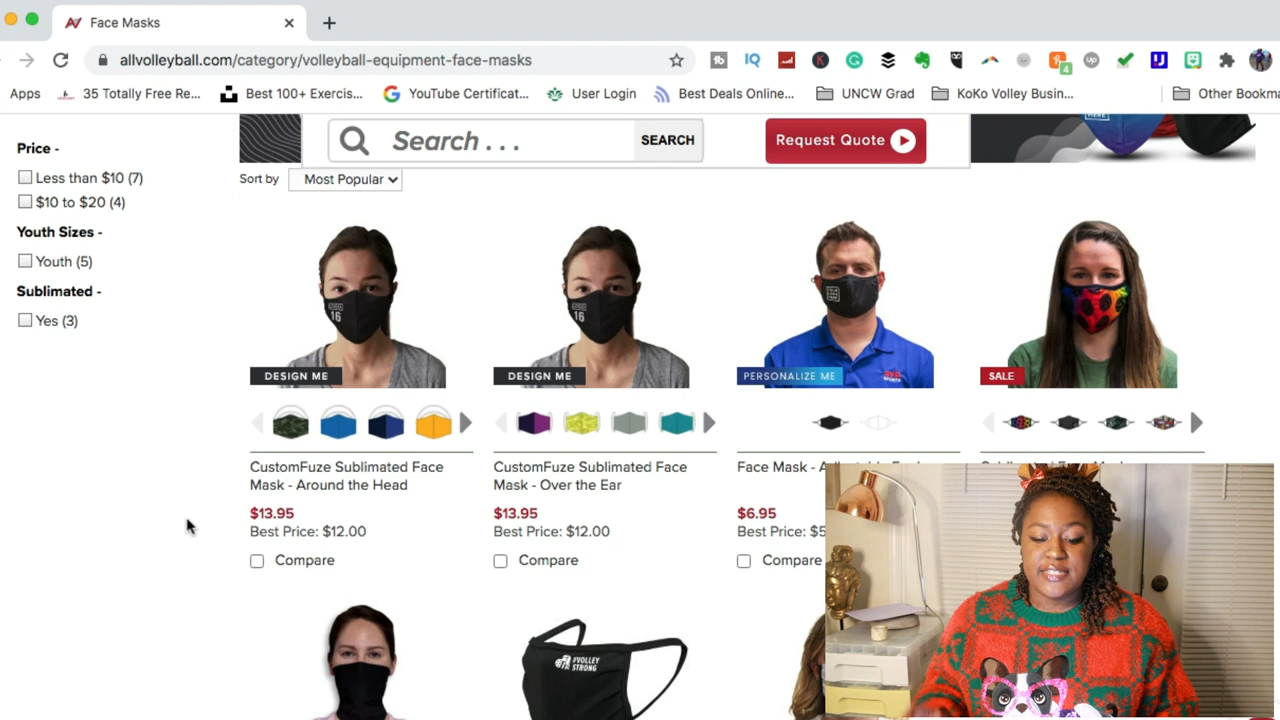 Face Masks
allvolleyball.com/category/volleyball-equipment-face-masks
Apps 35 Totally Free Re... Best 100+ Exercis... YouTube Certificat... User Login Best Deals Online... UNCW Grad KoKo Volley Busin... Other Bookma
Price -
Less than $10 (7)
$10 to $20 (4)
Youth Sizes -
Youth (5)
Sublimated -
Yes (3)
Search . . . SEARCH Request Quote
Sort by Most Popular
16
16
DESIGN ME DESIGN ME PERSONALIZE ME SALE
CustomFuze Sublimated Face
Mask - Around the Head
$13.95
Best Price: $12.00
Compare
CustomFuze Sublimated Face
Mask - Over the Ear
$13.95
Best Price: $12.00
Compare
Face Mask -
$6.95
Best Price: $5
Compare
#VOLLEY
STRONG